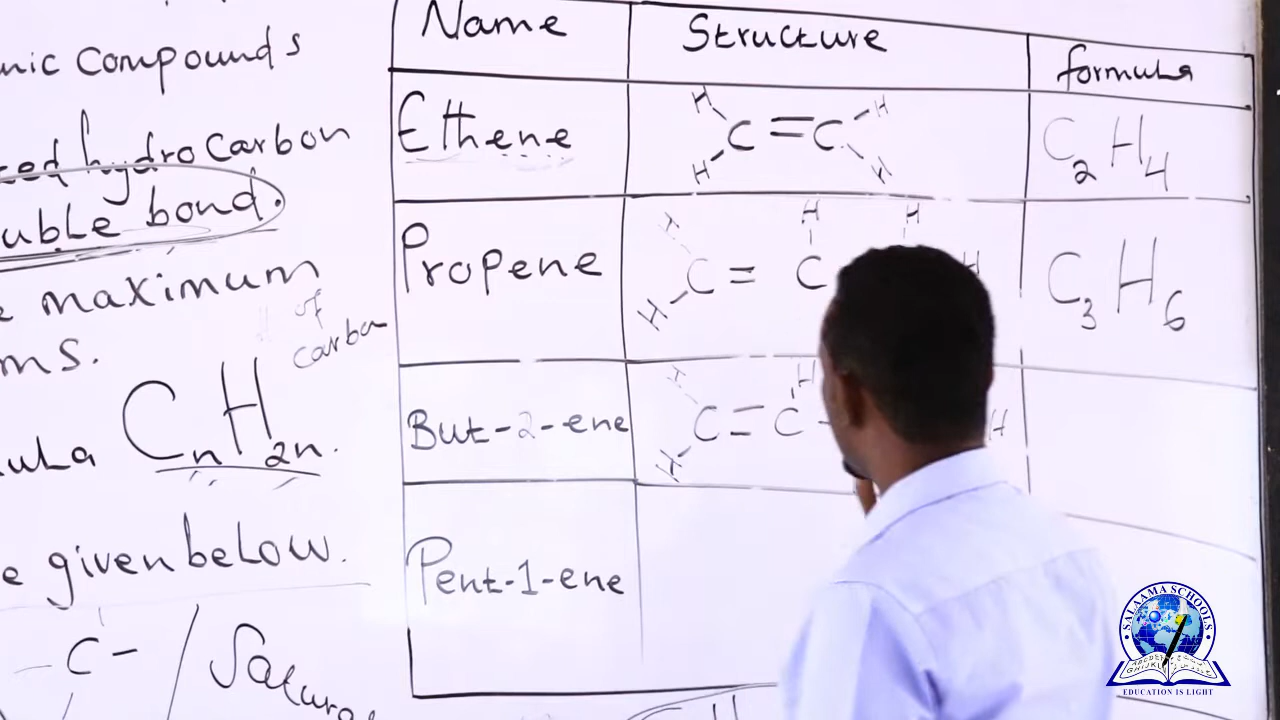 nic compounds
hydrocarbon
uble bond.
maximum
of
carbon
ms.
CnH2n.
ula
e given below.
C –
/
Name
Structure
formula
Ethene
H
H
C = C
H
H
C2H4
Propene
H
H
H
H
C = C
H
C3H6
But-2-ene
H
H
C = C -
H
H
Pent-1-ene
SALAAMA SCHOOLS
EDUCATION IS LIGHT